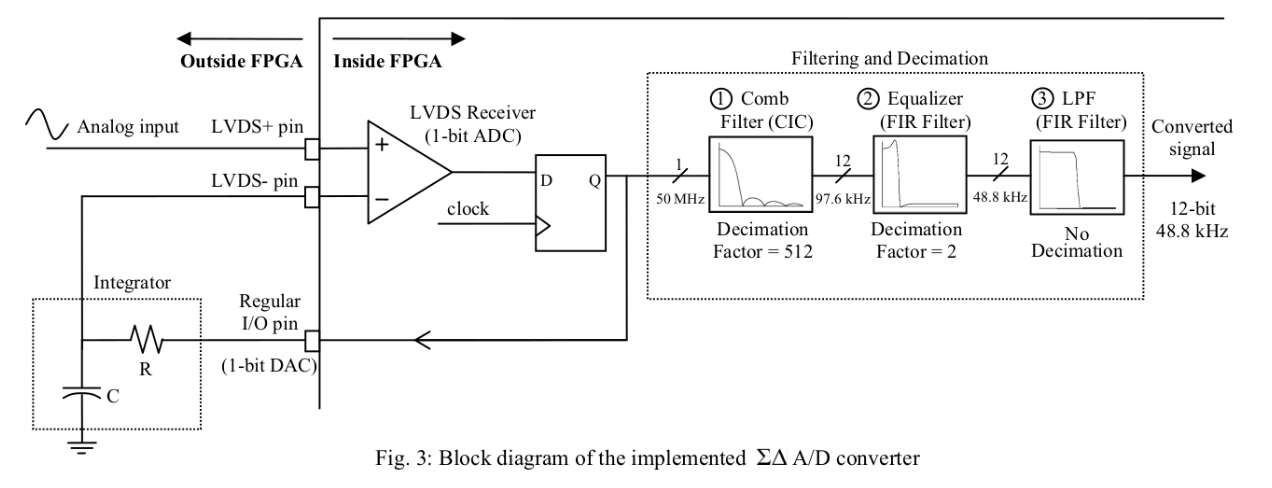 Outside FPGA
Inside FPGA
Filtering and Decimation
Analog input
LVDS+ pin
LVDS- pin
LVDS Receiver
(1-bit ADC)
+
−
D
Q
clock
1
50 MHz
① Comb
Filter (CIC)
Decimation
Factor = 512
12
97.6 kHz
② Equalizer
(FIR Filter)
Decimation
Factor = 2
12
48.8 kHz
③ LPF
(FIR Filter)
No
Decimation
Converted
signal
12-bit
48.8 kHz
Integrator
R
C
Regular
I/O pin
(1-bit DAC)
Fig. 3: Block diagram of the implemented ΣΔ A/D converter